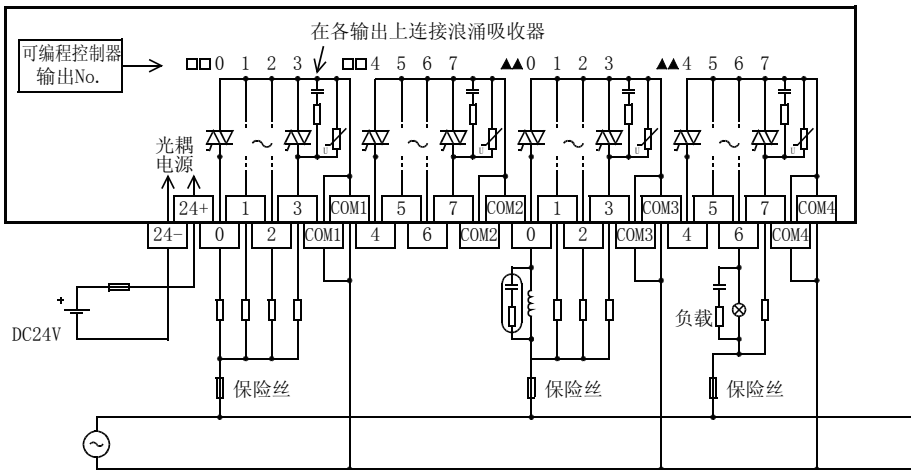 在各输出上连接浪涌吸收器
可编程控制器
输出No.
□□0 1 2 3 □□4 5 6 7 ▲▲0 1 2 3 ▲▲4 5 6 7
U U U U
光耦
电源
24+ 1 3 COM1 5 7 COM2 1 3 COM3 5 7 COM4
24- 0 2 COM1 4 6 COM2 0 2 COM3 4 6 COM4
+
DC24V
负载
保险丝 保险丝 保险丝